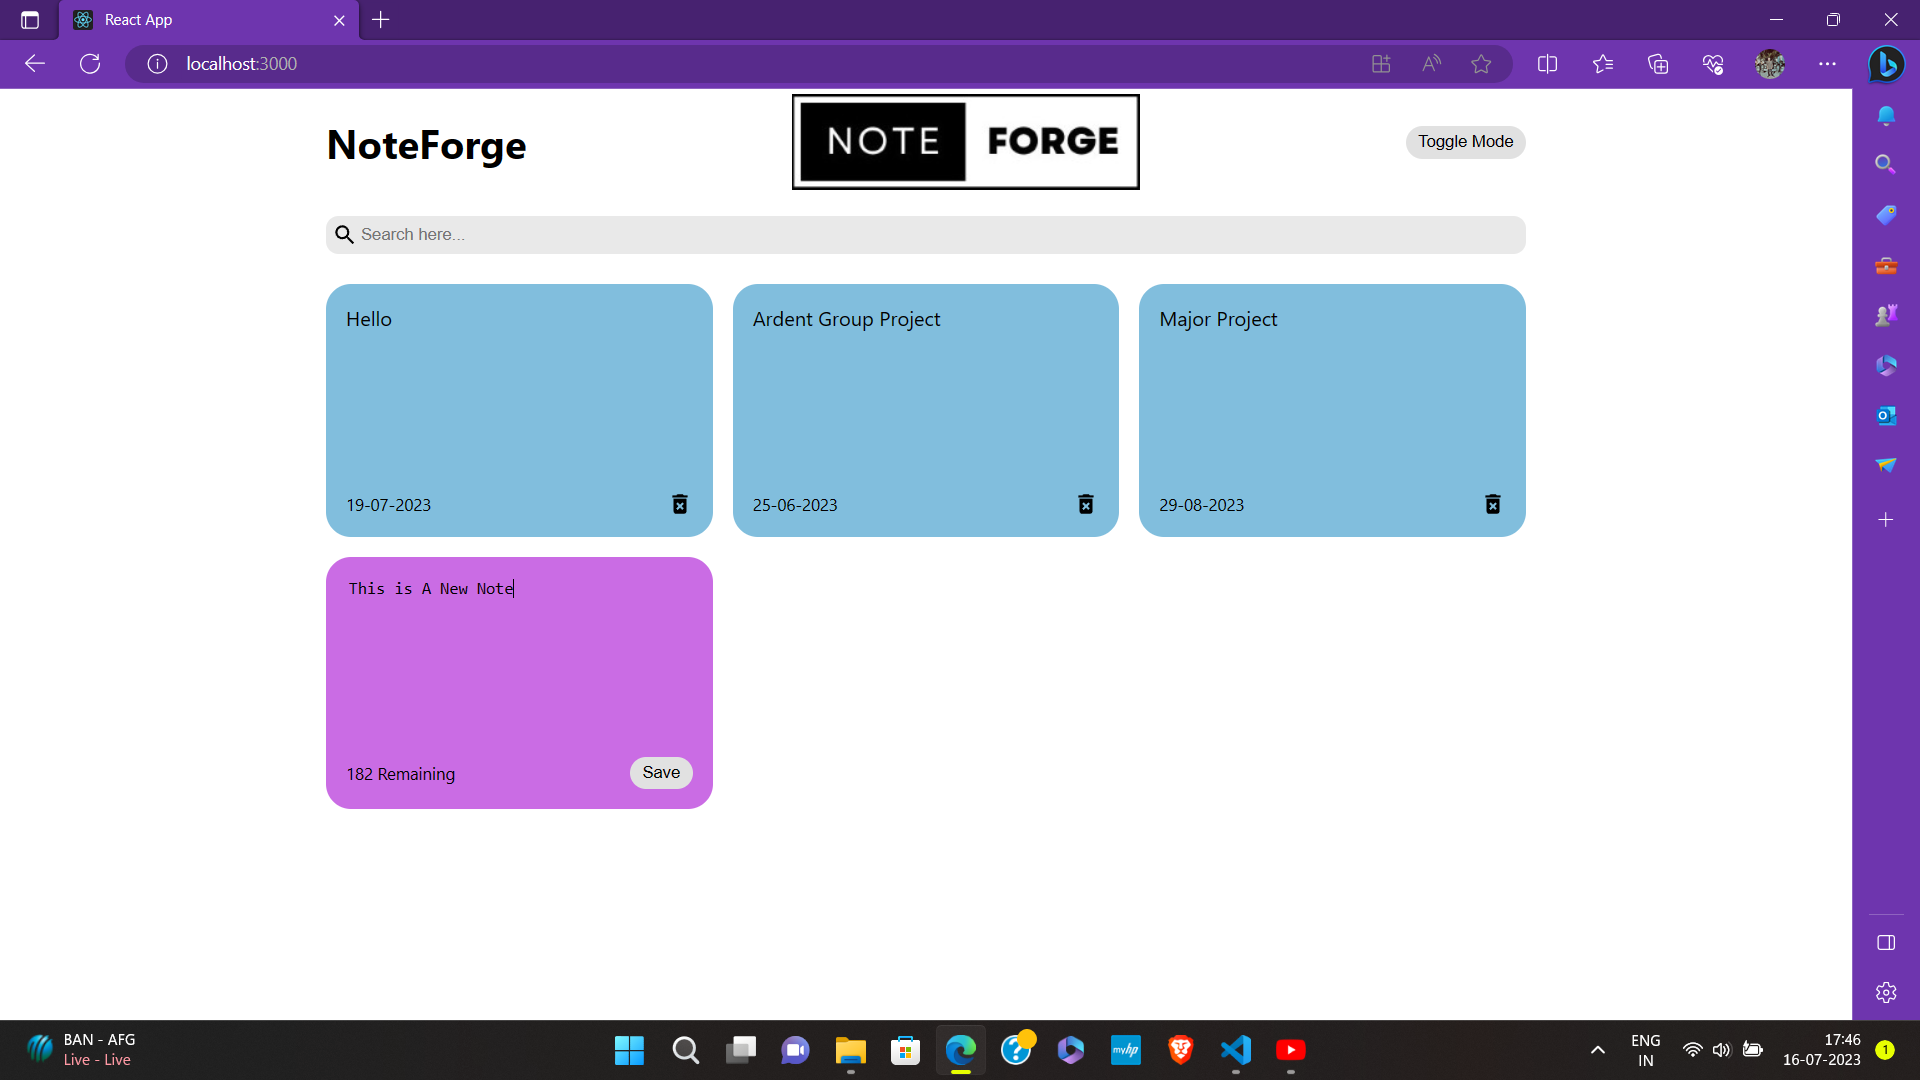 React App
localhost:3000
NoteForge
NOTE FORGE
Toggle Mode
Search here...
Hello
Ardent Group Project
Major Project
19-07-2023
25-06-2023
29-08-2023
This is A New Note
182 Remaining
Save
BAN - AFG
Live - Live
myhp
ENG
IN
17:46
16-07-2023
1